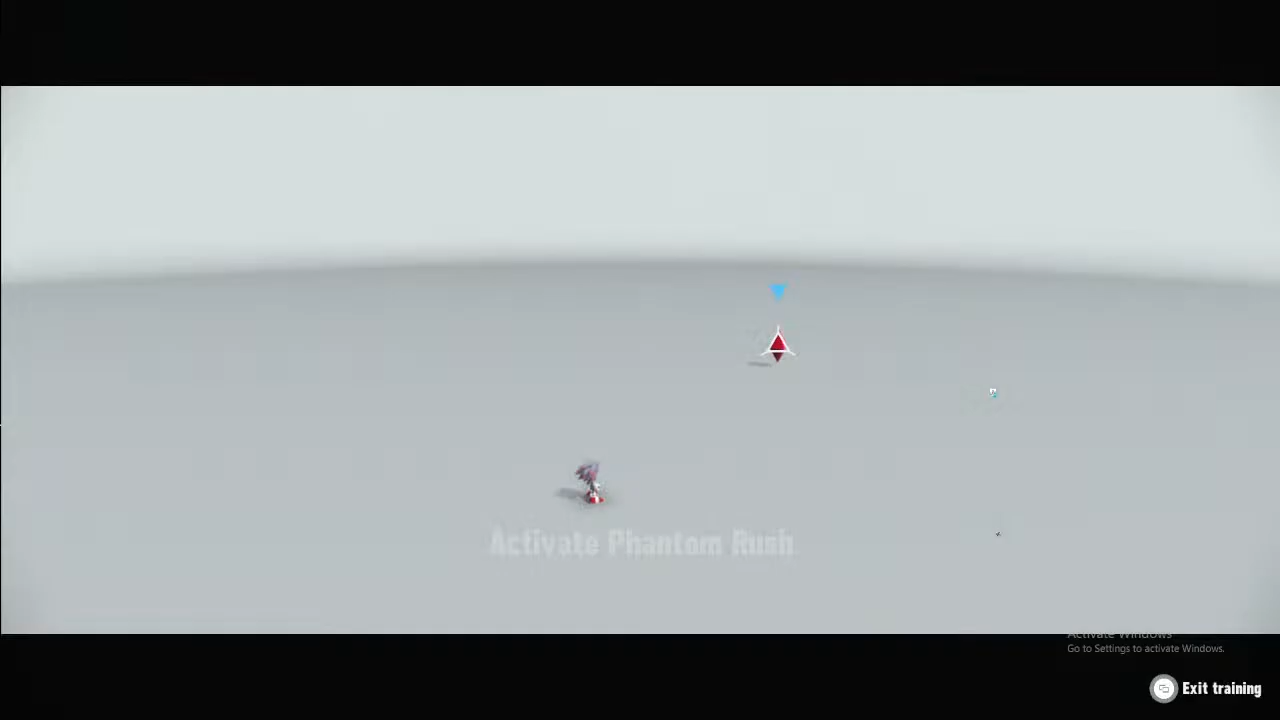 Activate Phantom Rush
Activate Windows
Go to Settings to activate Windows.
Exit training